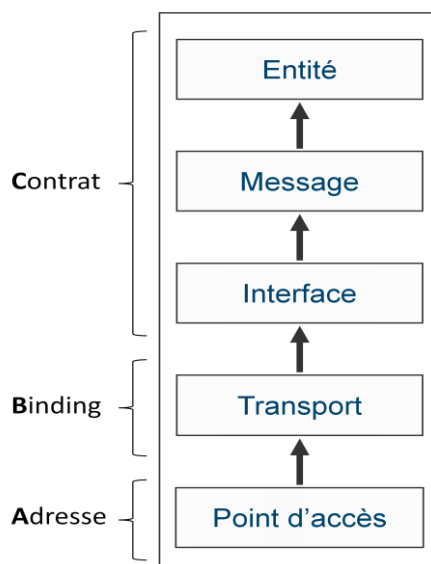 Entité
Contrat
Message
Interface
Binding
Transport
Adresse
Point d'accès